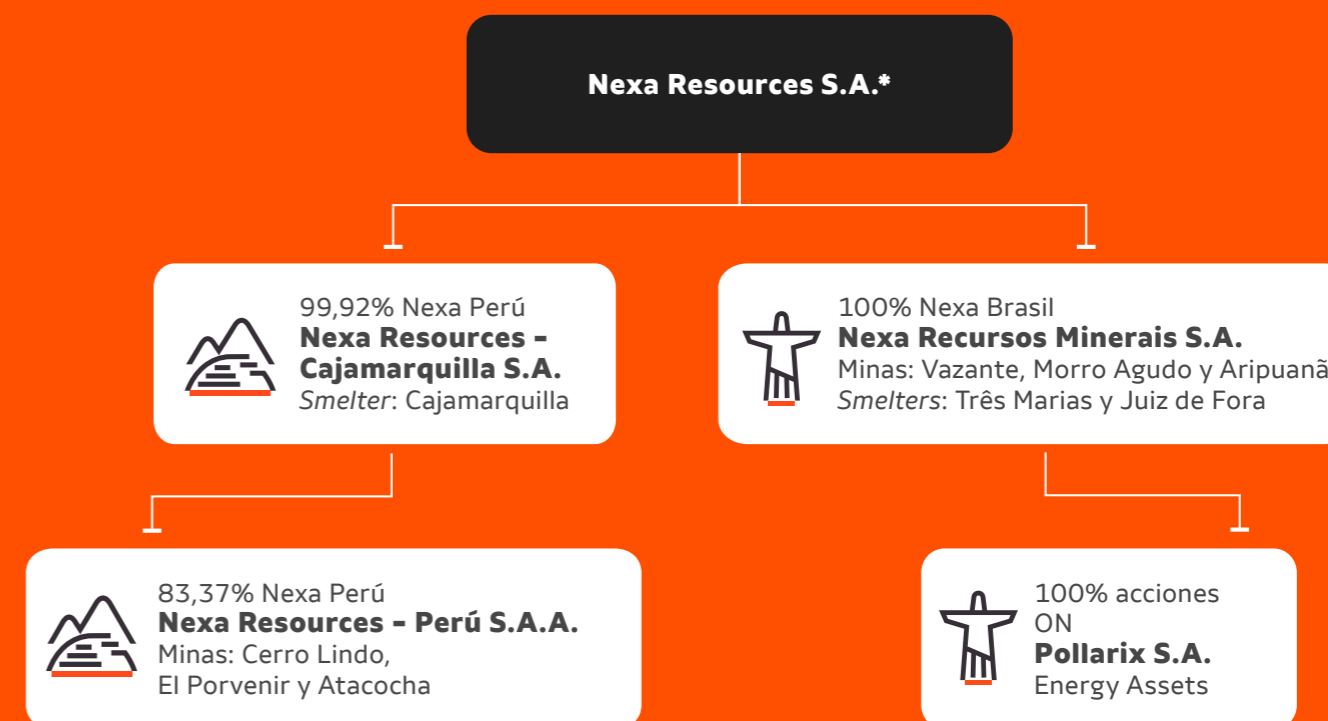 Nexa Resources S.A.*
99,92% Nexa Perú
Nexa Resources –
Cajamarquilla S.A.
Smelter: Cajamarquilla
100% Nexa Brasil
Nexa Recursos Minerais S.A.
Minas: Vazante, Morro Agudo y Aripuanã
Smelters: Três Marias y Juiz de Fora
83,37% Nexa Perú
Nexa Resources – Perú S.A.A.
Minas: Cerro Lindo,
El Porvenir y Atacocha
100% acciones
ON
Pollarix S.A.
Energy Assets